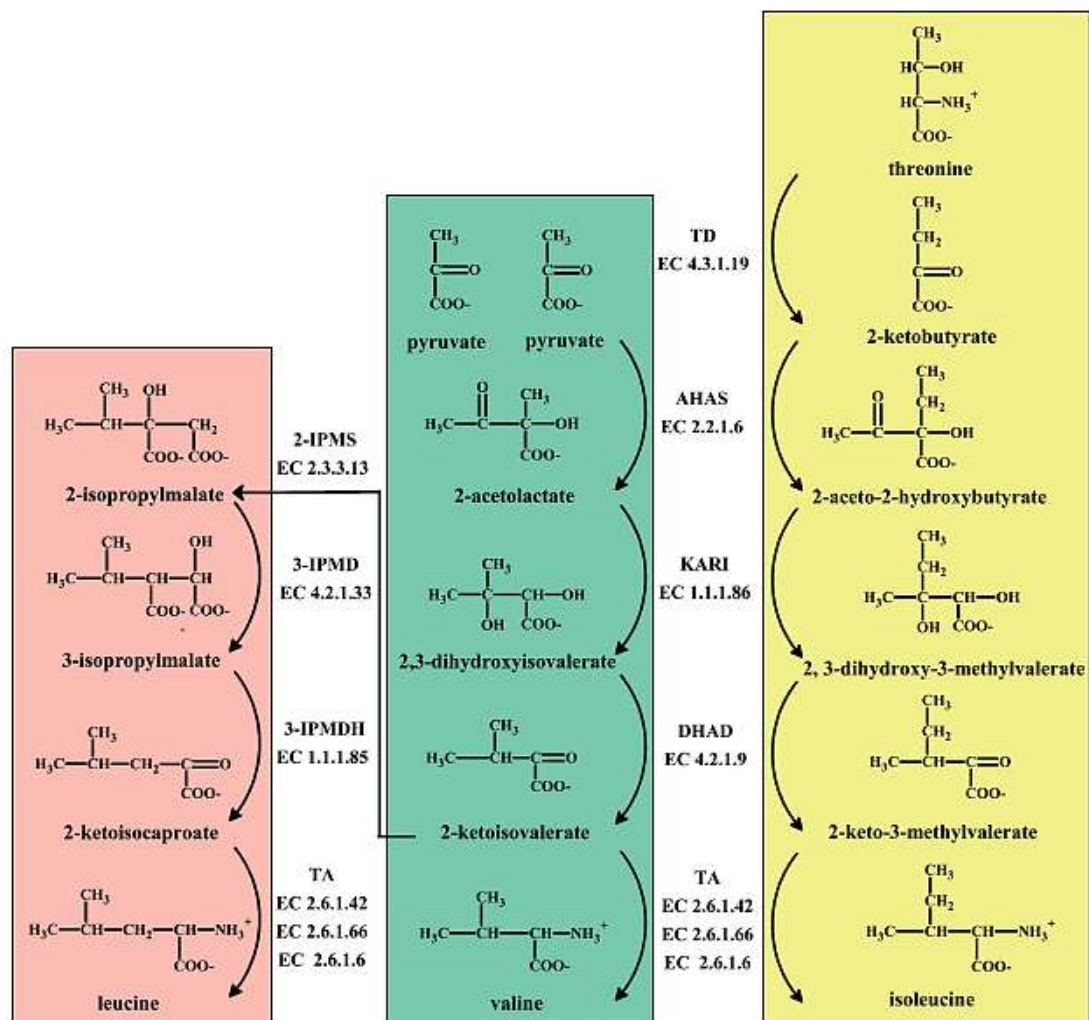 CH3
HC—OH
HC—NH3+
COO-
threonine
CH3
CH2
C=O
COO-
2-ketobutyrate
CH3
O CH2
H3C—C—C—OH
COO-
2-aceto-2-hydroxybutyrate
CH3
CH2
H3C—C—CH—OH
OH COO-
2, 3-dihydroxy-3-methylvalerate
CH3
CH2
H3C—CH—C=O
COO-
2-keto-3-methylvalerate
CH3
CH2
H3C—CH—CH—NH3+
COO-
isoleucine
TD
EC 4.3.1.19
AHAS
EC 2.2.1.6
KARI
EC 1.1.1.86
DHAD
EC 4.2.1.9
TA
EC 2.6.1.42
EC 2.6.1.66
EC 2.6.1.6
CH3 CH3
C=O C=O
COO- COO-
pyruvate pyruvate
O CH3
H3C—C—C—OH
COO-
2-acetolactate
CH3
H3C—C—CH—OH
OH COO-
2,3-dihydroxyisovalerate
CH3
H3C—CH—C=O
COO-
2-ketoisovalerate
CH3
H3C—CH—CH—NH3+
COO-
valine
2-IPMS
EC 2.3.3.13
3-IPMD
EC 4.2.1.33
3-IPMDH
EC 1.1.1.85
TA
EC 2.6.1.42
EC 2.6.1.66
EC 2.6.1.6
CH3 OH
H3C—CH—C—CH2
COO- COO-
2-isopropylmalate
CH3 OH
H3C—CH—CH—CH
COO- COO-
3-isopropylmalate
CH3
H3C—CH—CH2—C=O
COO-
2-ketoisocaproate
CH3
H3C—CH—CH2—CH—NH3+
COO-
leucine